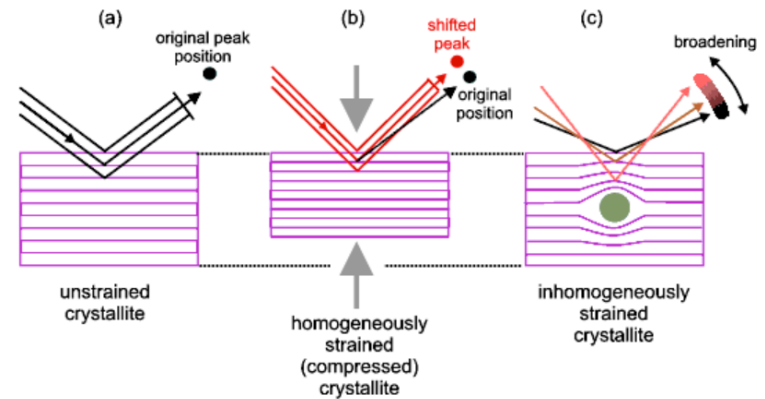 (a)
original peak
position
unstrained
crystallite
(b)
shifted
peak
original
position
homogeneously
strained
(compressed)
crystallite
(c)
broadening
inhomogeneously
strained
crystallite